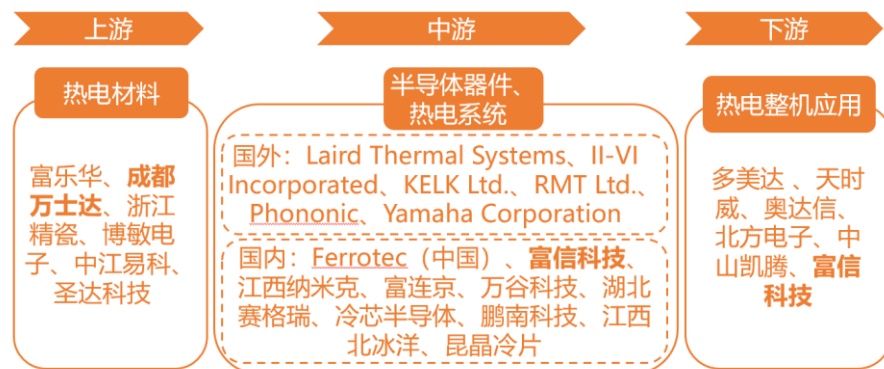 上游
中游
下游
热电材料
富乐华、成都
万士达、浙江
精瓷、博敏电
子、中江易科、
圣达科技
半导体器件、
热电系统
国外：Laird Thermal Systems、II-VI
Incorporated、KELK Ltd.、RMT Ltd.、
Phononic、Yamaha Corporation
国内：Ferrotec（中国）、富信科技、
江西纳米克、富连京、万谷科技、湖北
赛格瑞、冷芯半导体、鹏南科技、江西
北冰洋、昆晶冷片
热电整机应用
多美达 、天时
威、奥达信、
北方电子、中
山凯腾、富信
科技